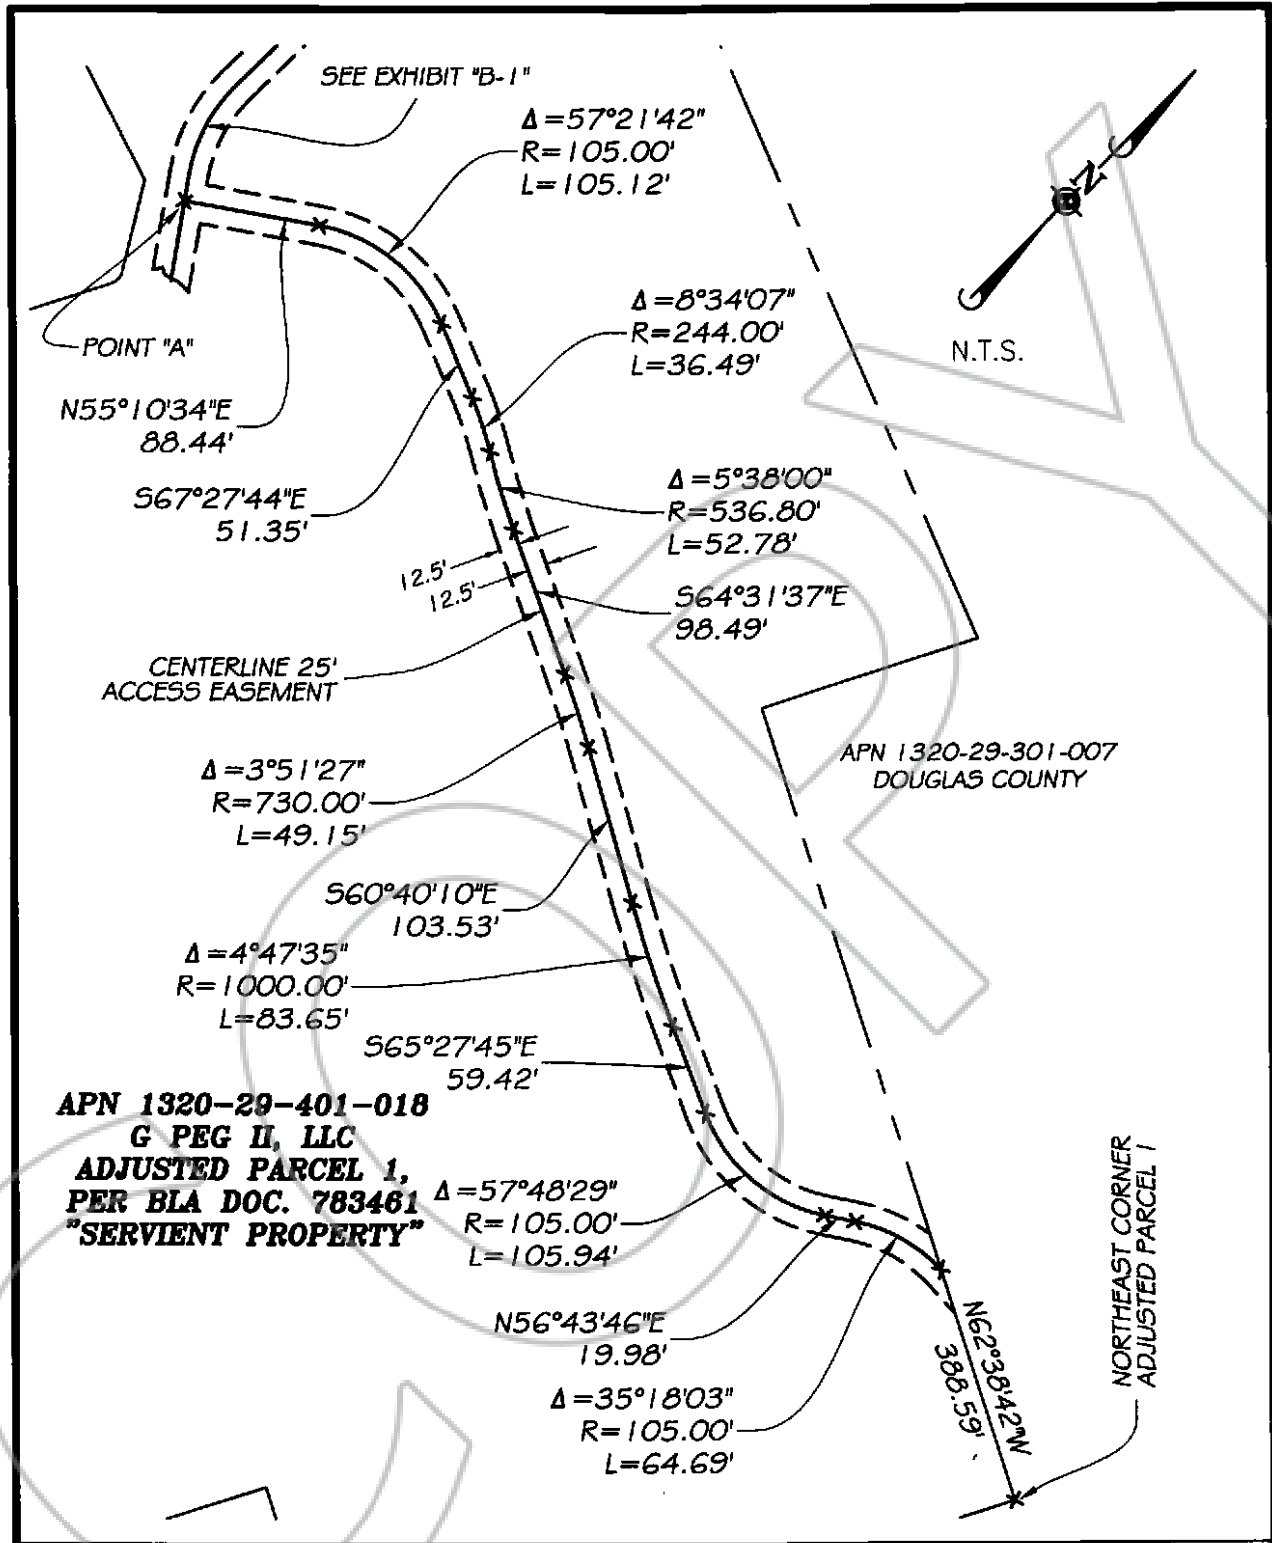 SEE EXHIBIT "B-1"
Δ=57°21'42"
R=105.00'
L=105.12'
N
N.T.S.
POINT "A"
Δ=8°34'07"
R=244.00'
L=36.49'
N55°10'34"E
88.44'
S67°27'44"E
51.35'
Δ=5°38'00"
R=536.80'
L=52.78'
12.5'
12.5'
S64°31'37"E
98.49'
CENTERLINE 25'
ACCESS EASEMENT
APN 1320-29-301-007
DOUGLAS COUNTY
Δ=3°51'27"
R=730.00'
L=49.15'
S60°40'10"E
103.53'
Δ=4°47'35"
R=1000.00'
L=83.65'
S65°27'45"E
59.42'
APN 1320-29-401-018
G PEG II, LLC
ADJUSTED PARCEL 1,
PER BLA DOC. 783461
"SERVIENT PROPERTY"
Δ=57°48'29"
R=105.00'
L=105.94'
N56°43'46"E
19.98'
Δ=35°18'03"
R=105.00'
L=64.69'
N62°38'42"W
388.59'
NORTHEAST CORNER
ADJUSTED PARCEL 1
COPY